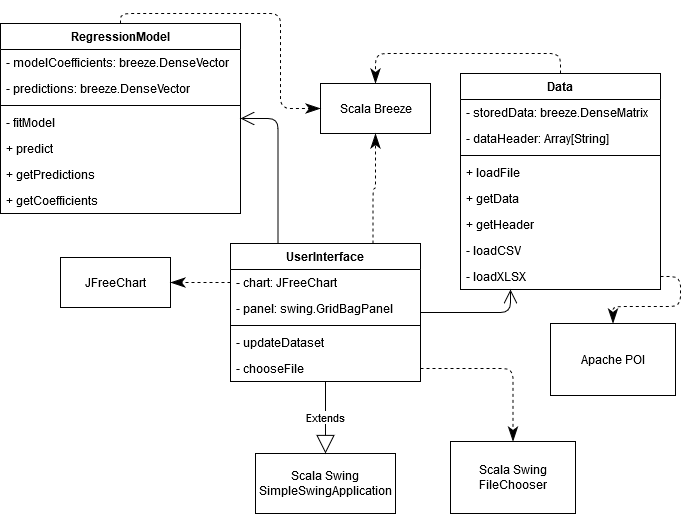 RegressionModel
- modelCoefficients: breeze.DenseVector
- predictions: breeze.DenseVector
- fitModel
+ predict
+ getPredictions
+ getCoefficients
Scala Breeze
Data
- storedData: breeze.DenseMatrix
- dataHeader: Array[String]
+ loadFile
+ getData
+ getHeader
- loadCSV
- loadXLSX
JFreeChart
UserInterface
- chart: JFreeChart
- panel: swing.GridBagPanel
- updateDataset
- chooseFile
Apache POI
Extends
Scala Swing
SimpleSwingApplication
Scala Swing
FileChooser